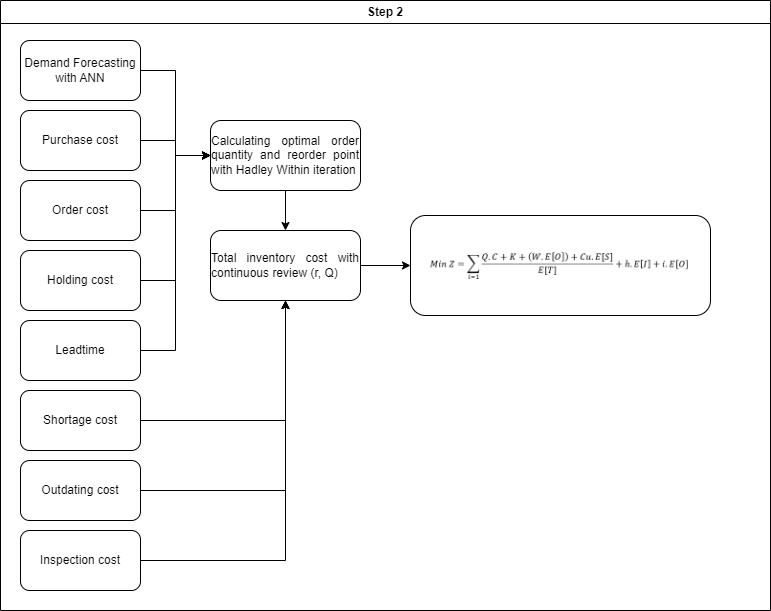 Step 2
Demand Forecasting
with ANN
Purchase cost
Order cost
Holding cost
Leadtime
Shortage cost
Outdating cost
Inspection cost
Calculating optimal order
quantity and reorder point
with Hadley Within iteration
Total inventory cost with
continuous review (r, Q)
Min Z = ∑_{i=1} (Q.C + K + (W.E[O]) + Cu.E[S]) / E[T] + h.E[I] + i.E[O]